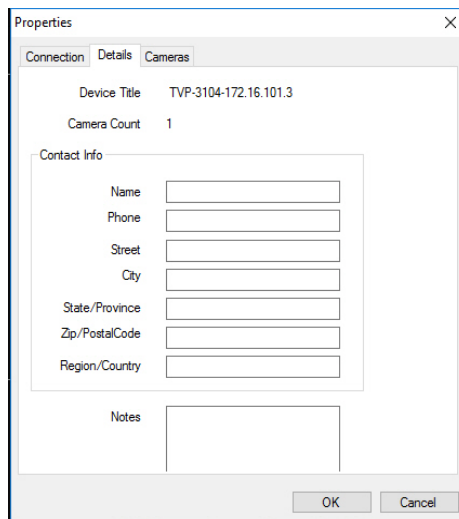 Properties
Connection Details Cameras
Device Title TVP-3104-172.16.101.3
Camera Count 1
Contact Info
Name
Phone
Street
City
State/Province
Zip/PostalCode
Region/Country
Notes
OK Cancel